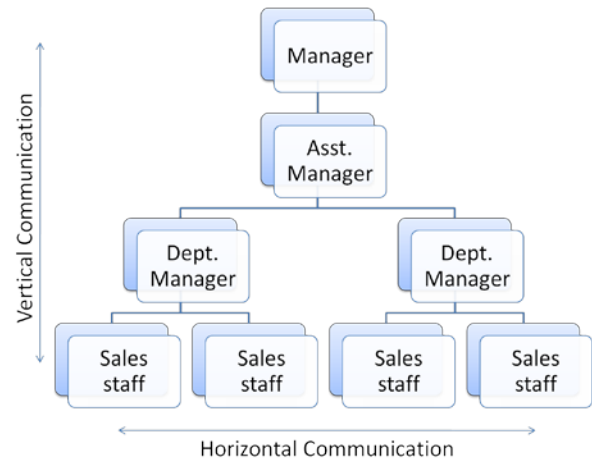 Manager
Asst.
Manager
Dept.
Manager
Dept.
Manager
Sales
staff
Sales
staff
Sales
staff
Sales
staff
Vertical Communication
Horizontal Communication